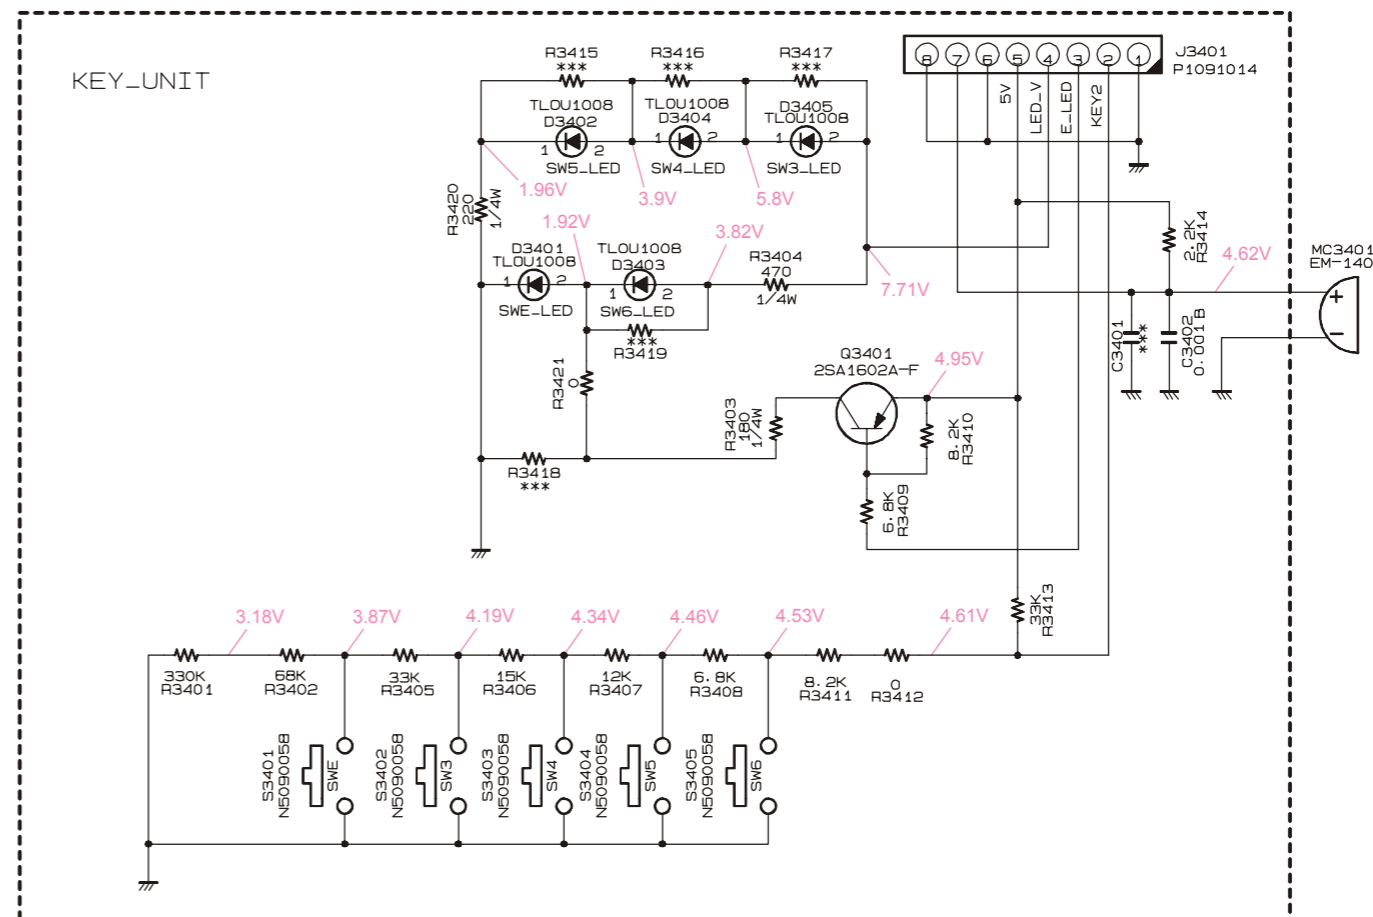 KEY_UNIT
R3415
***
R3416
***
R3417
***
J3401
P1091014
8 7 6 5 4 3 2 1
5V
LED_V
E_LED
KEY2
TLOU1008
D3402
1 2
SW5_LED
TLOU1008
D3404
1 2
SW4_LED
D3405
TLOU1008
1 2
SW3_LED
1.96V
3.9V
5.8V
R3420
220
1/4W
1.92V
3.82V
D3401
TLOU1008
1 2
SWE_LED
TLOU1008
D3403
1 2
SW6_LED
R3404
470
1/4W
7.71V
***
R3419
R3421
0
R3418
***
2.2K
R3414
4.62V
MC3401
EM-140
+
-
C3401
***
C3402
0.001B
Q3401
2SA1602A-F
4.95V
R3403
180
1/4W
8.2K
R3410
6.8K
R3409
33K
R3413
3.18V
3.87V
4.19V
4.34V
4.46V
4.53V
4.61V
330K
R3401
68K
R3402
33K
R3405
15K
R3406
12K
R3407
6.8K
R3408
8.2K
R3411
0
R3412
S3401
N5090058
SWE
S3402
N5090058
SW3
S3403
N5090058
SW4
S3404
N5090058
SW5
S3405
N5090058
SW6